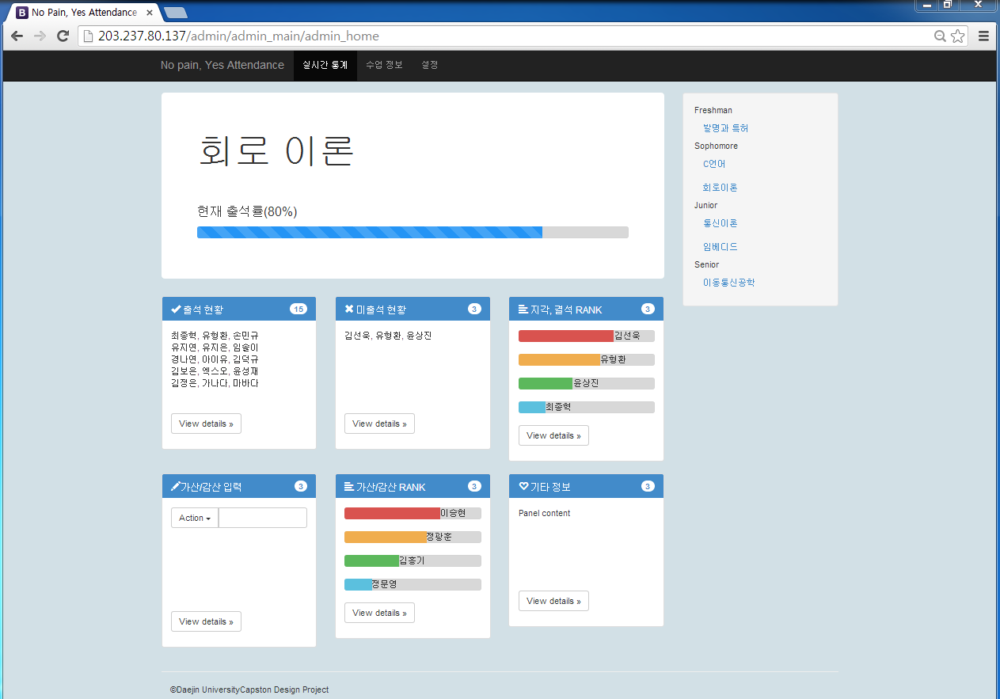 No Pain, Yes Attendance
203.237.80.137/admin/admin_main/admin_home
No pain, Yes Attendance
실시간 통계
수업 정보
설정
회로 이론
현재 출석률(80%)
Freshman
발명과 특허
Sophomore
C언어
회로이론
Junior
통신이론
임베디드
Senior
이동통신공학
출석 현황 15
최종혁, 유형환, 손민규
유지연, 유지은, 임솔이
경나연, 아이유, 김덕규
김보은, 엑스오, 윤성재
김정은, 가나다, 마바다
View details »
미출석 현황 3
김선욱, 유형환, 윤상진
View details »
지각, 결석 RANK 3
김선욱
유형환
윤상진
최종혁
View details »
가산/감산 입력 3
Action
View details »
가산/감산 RANK 3
이승현
정광훈
김홍기
정문영
View details »
기타 정보 3
Panel content
View details »
©Daejin UniversityCapston Design Project